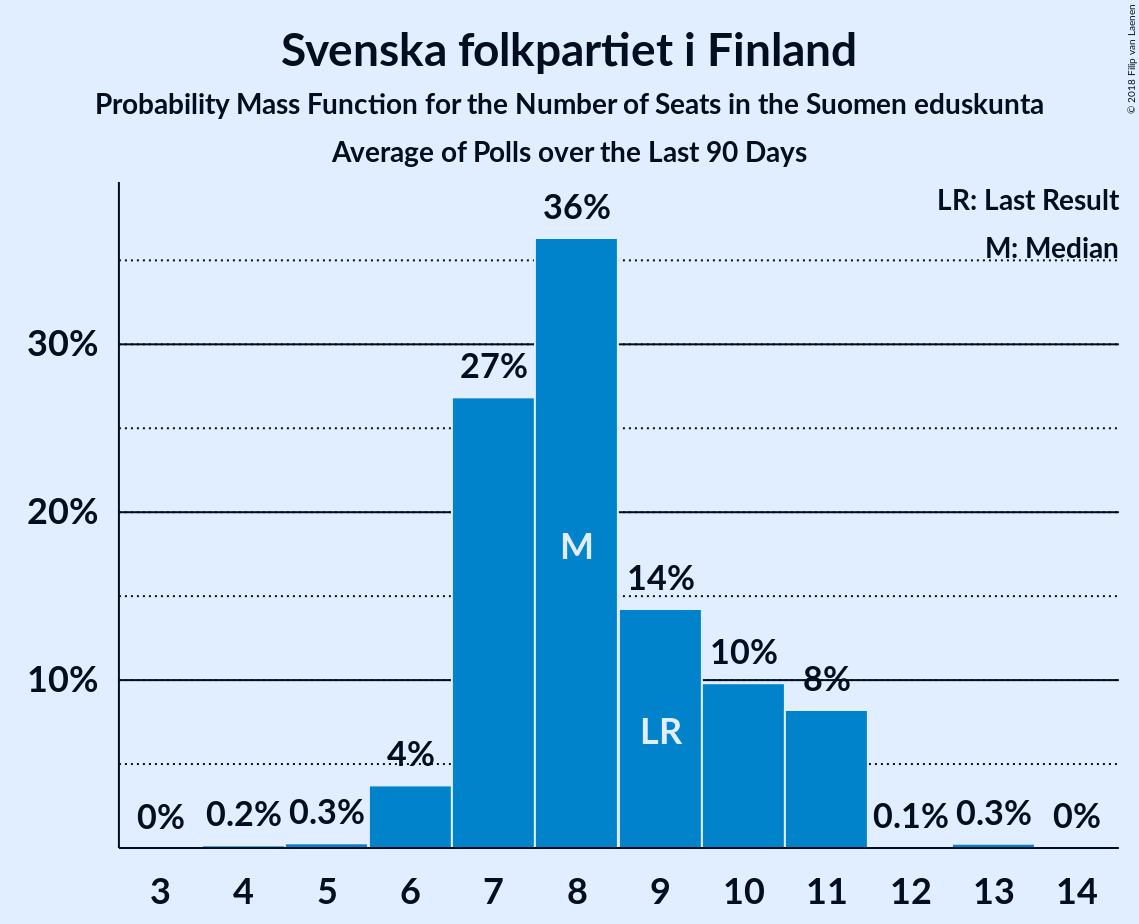 Svenska folkpartiet i Finland
Probability Mass Function for the Number of Seats in the Suomen eduskunta
Average of Polls over the Last 90 Days
© 2018 Filip van Laenen
LR: Last Result
M: Median
36%
30%
27%
20%
M
14%
10%
10%
8%
LR
4%
0% 0.2% 0.3% 0.1% 0.3% 0%
3 4 5 6 7 8 9 10 11 12 13 14